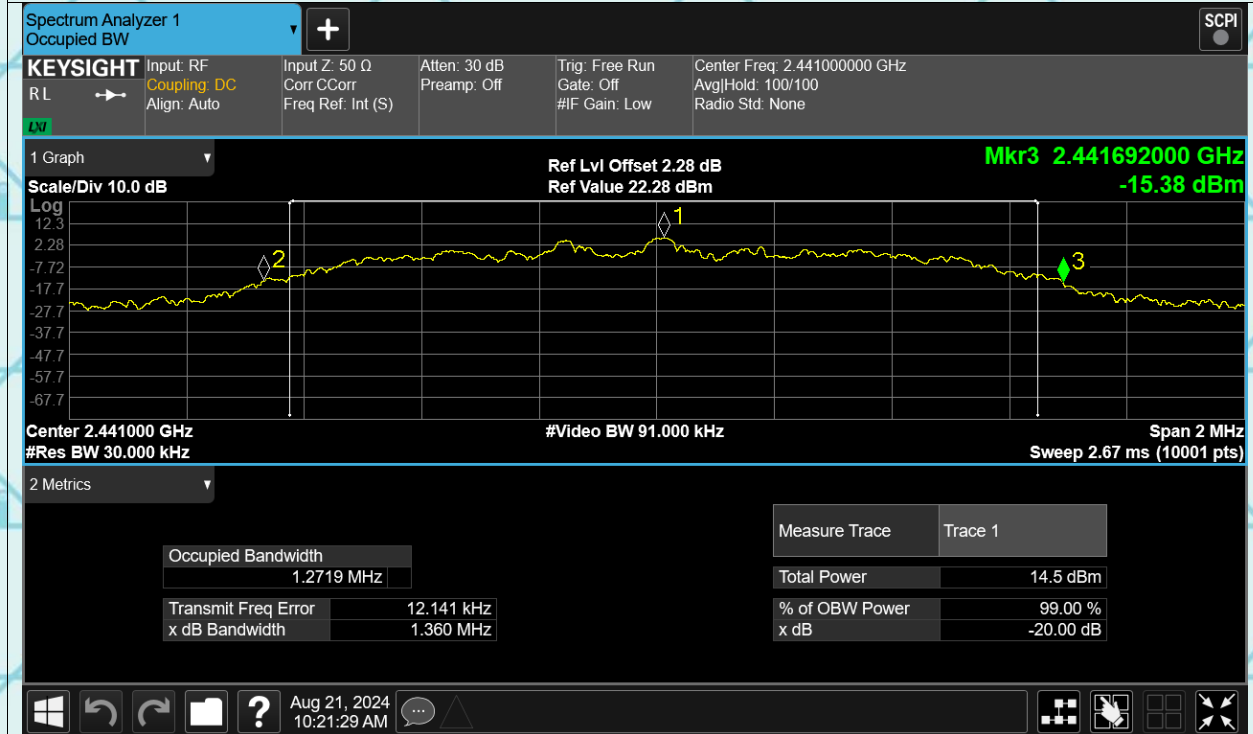 Spectrum Analyzer 1
Occupied BW
+
SCPI
KEYSIGHT
R L
LXI
Input: RF
Coupling: DC
Align: Auto
Input Z: 50 Ω
Corr CCorr
Freq Ref: Int (S)
Atten: 30 dB
Preamp: Off
Trig: Free Run
Gate: Off
#IF Gain: Low
Center Freq: 2.441000000 GHz
Avg|Hold: 100/100
Radio Std: None
1 Graph
Scale/Div 10.0 dB
Ref Lvl Offset 2.28 dB
Ref Value 22.28 dBm
Mkr3 2.441692000 GHz
-15.38 dBm
Log
12.3
2.28
-7.72
-17.7
-27.7
-37.7
-47.7
-57.7
-67.7
1
2
3
Center 2.441000 GHz
#Video BW 91.000 kHz
Span 2 MHz
#Res BW 30.000 kHz
Sweep 2.67 ms (10001 pts)
2 Metrics
Occupied Bandwidth
1.2719 MHz
Transmit Freq Error 12.141 kHz
x dB Bandwidth 1.360 MHz
Measure Trace Trace 1
Total Power 14.5 dBm
% of OBW Power 99.00 %
x dB -20.00 dB
?
Aug 21, 2024
10:21:29 AM